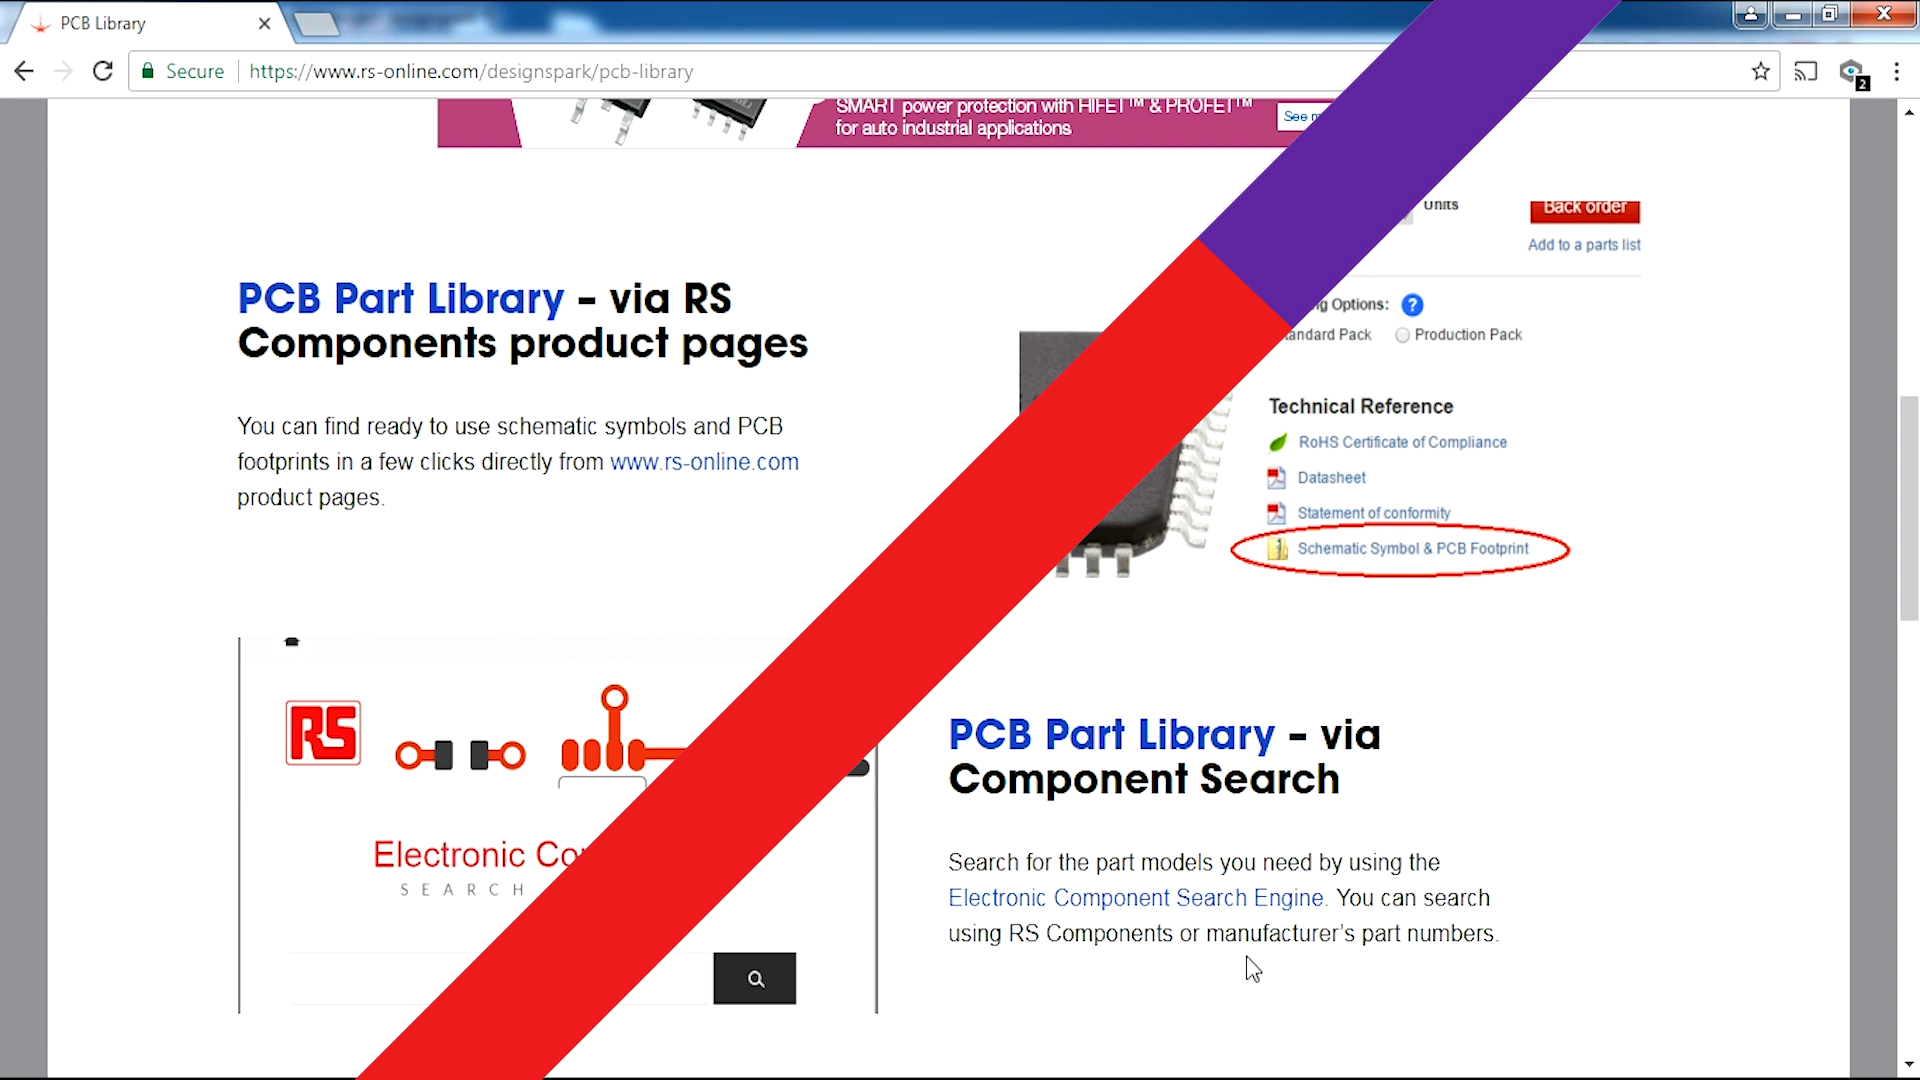 PCB Library
Secure https://www.rs-online.com/designspark/pcb-library
2
SMART power protection with HIFET™ & PROFET™
for auto industrial applications
See
Units
Back order
Add to a parts list
PCB Part Library – via RS
Components product pages
Options:
?
Pack Production Pack
You can find ready to use schematic symbols and PCB
footprints in a few clicks directly from www.rs-online.com
product pages.
Technical Reference
RoHS Certificate of Compliance
Datasheet
Statement of conformity
Schematic Symbol & PCB Footprint
RS
Electronic
SEARCH
PCB Part Library – via
Component Search
Search for the part models you need by using the
Electronic Component Search Engine. You can search
using RS Components or manufacturer's part numbers.